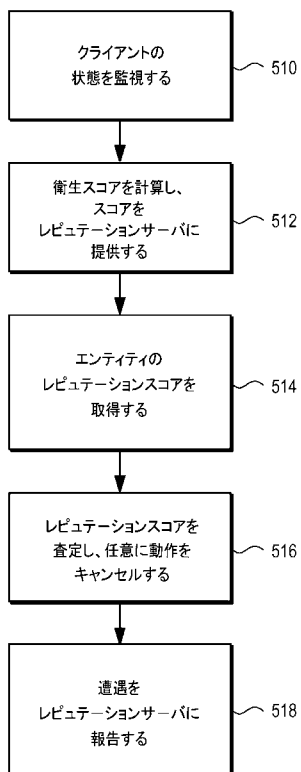 クライアントの
状態を監視する
510
衛生スコアを計算し、
スコアを
レピュテーションサーバに
提供する
512
エンティティの
レピュテーションスコアを
取得する
514
レピュテーションスコアを
査定し、任意に動作を
キャンセルする
516
遭遇を
レピュテーションサーバに
報告する
518